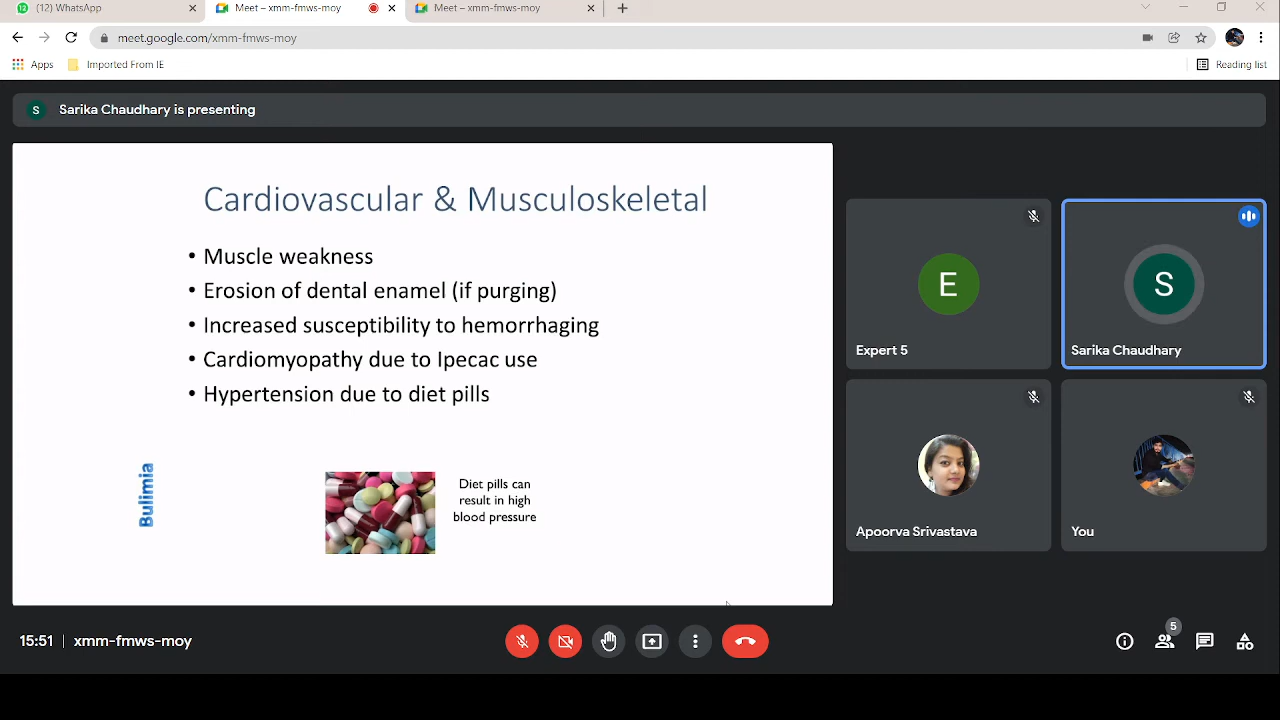 (12) WhatsApp
Meet – xmm-fmws-moy
Meet – xmm-fmws-moy
meet.google.com/xmm-fmws-moy
Apps
Imported From IE
Reading list
S
Sarika Chaudhary is presenting
Cardiovascular & Musculoskeletal
• Muscle weakness
• Erosion of dental enamel (if purging)
• Increased susceptibility to hemorrhaging
• Cardiomyopathy due to Ipecac use
• Hypertension due to diet pills
Bulimia
Diet pills can
result in high
blood pressure
E
Expert 5
S
Sarika Chaudhary
Apoorva Srivastava
You
15:51 | xmm-fmws-moy
5